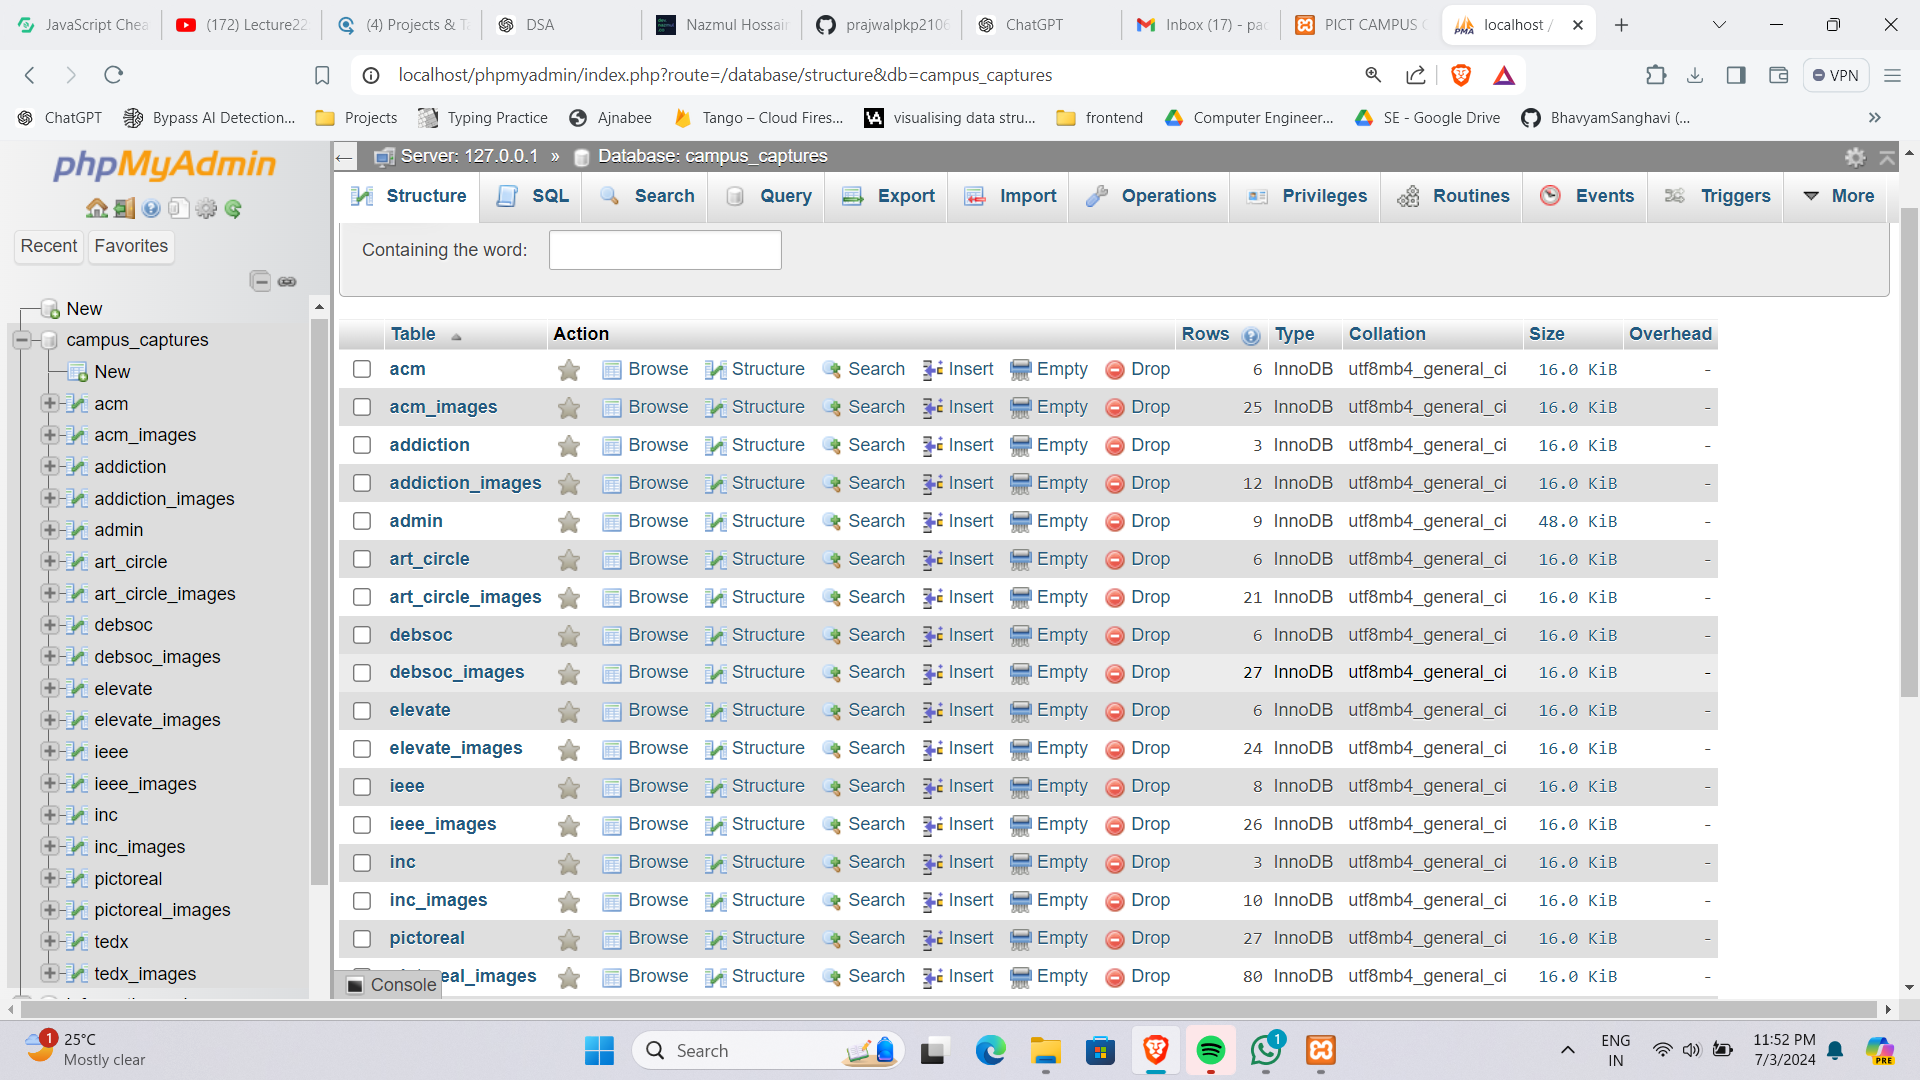 JavaScript Chea
(172) Lecture22
(4) Projects & Ta
DSA
Nazmul Hossain
prajwalpkp2106
ChatGPT
Inbox (17) - pac
PICT CAMPUS C
localhost /
localhost/phpmyadmin/index.php?route=/database/structure&db=campus_captures
VPN
ChatGPT
Bypass AI Detection...
Projects
Typing Practice
Ajnabee
Tango – Cloud Fires...
VA visualising data stru...
frontend
Computer Engineer...
SE - Google Drive
BhavyamSanghavi (...
phpMyAdmin
Recent Favorites
New
campus_captures
New
acm
acm_images
addiction
addiction_images
admin
art_circle
art_circle_images
debsoc
debsoc_images
elevate
elevate_images
ieee
ieee_images
inc
inc_images
pictoreal
pictoreal_images
tedx
tedx_images
Server: 127.0.0.1 » Database: campus_captures
Structure SQL Search Query Export Import Operations Privileges Routines Events Triggers More
Containing the word:
Table Action Rows Type Collation Size Overhead
acm Browse Structure Search Insert Empty Drop 6 InnoDB utf8mb4_general_ci 16.0 KiB -
acm_images Browse Structure Search Insert Empty Drop 25 InnoDB utf8mb4_general_ci 16.0 KiB -
addiction Browse Structure Search Insert Empty Drop 3 InnoDB utf8mb4_general_ci 16.0 KiB -
addiction_images Browse Structure Search Insert Empty Drop 12 InnoDB utf8mb4_general_ci 16.0 KiB -
admin Browse Structure Search Insert Empty Drop 9 InnoDB utf8mb4_general_ci 48.0 KiB -
art_circle Browse Structure Search Insert Empty Drop 6 InnoDB utf8mb4_general_ci 16.0 KiB -
art_circle_images Browse Structure Search Insert Empty Drop 21 InnoDB utf8mb4_general_ci 16.0 KiB -
debsoc Browse Structure Search Insert Empty Drop 6 InnoDB utf8mb4_general_ci 16.0 KiB -
debsoc_images Browse Structure Search Insert Empty Drop 27 InnoDB utf8mb4_general_ci 16.0 KiB -
elevate Browse Structure Search Insert Empty Drop 6 InnoDB utf8mb4_general_ci 16.0 KiB -
elevate_images Browse Structure Search Insert Empty Drop 24 InnoDB utf8mb4_general_ci 16.0 KiB -
ieee Browse Structure Search Insert Empty Drop 8 InnoDB utf8mb4_general_ci 16.0 KiB -
ieee_images Browse Structure Search Insert Empty Drop 26 InnoDB utf8mb4_general_ci 16.0 KiB -
inc Browse Structure Search Insert Empty Drop 3 InnoDB utf8mb4_general_ci 16.0 KiB -
inc_images Browse Structure Search Insert Empty Drop 10 InnoDB utf8mb4_general_ci 16.0 KiB -
pictoreal Browse Structure Search Insert Empty Drop 27 InnoDB utf8mb4_general_ci 16.0 KiB -
eal_images Browse Structure Search Insert Empty Drop 80 InnoDB utf8mb4_general_ci 16.0 KiB -
Console
1 25°C
Mostly clear
Search
1
ENG
IN
11:52 PM
7/3/2024
PRE